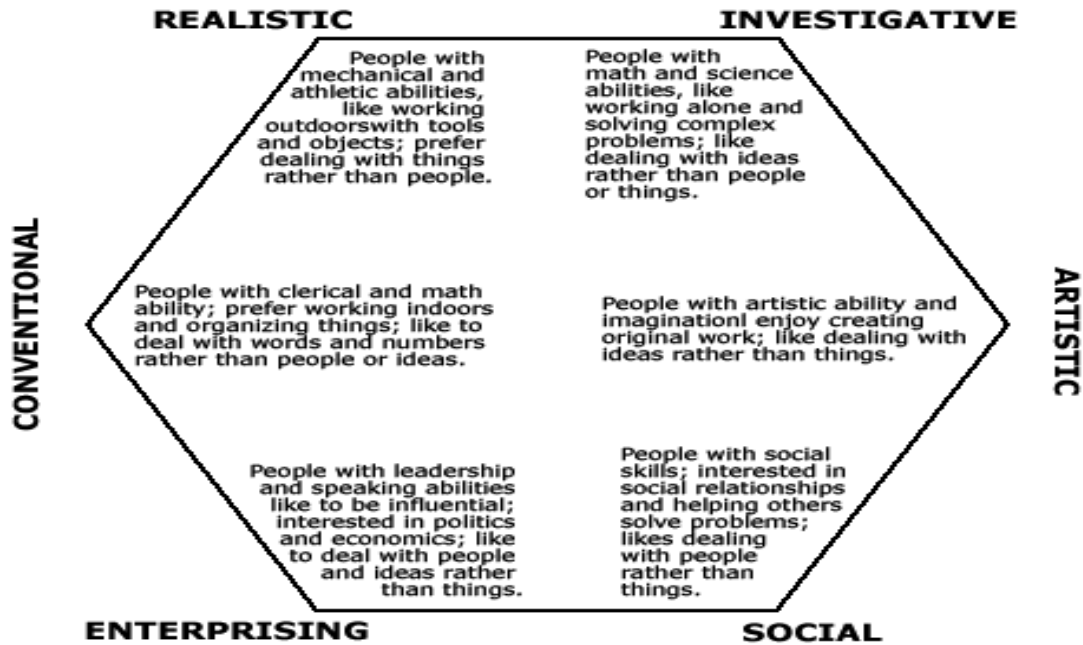 REALISTIC
INVESTIGATIVE
People with
mechanical and
athletic abilities,
like working
outdoorswith tools
and objects; prefer
dealing with things
rather than people.
People with
math and science
abilities, like
working alone and
solving complex
problems; like
dealing with ideas
rather than people
or things.
CONVENTIONAL
People with clerical and math
ability; prefer working indoors
and organizing things; like to
deal with words and numbers
rather than people or ideas.
People with artistic ability and
imaginationl enjoy creating
original work; like dealing with
ideas rather than things.
ARTISTIC
People with leadership
and speaking abilities
like to be influential;
interested in politics
and economics; like
to deal with people
and ideas rather
than things.
People with social
skills; interested in
social relationships
and helping others
solve problems;
likes dealing
with people
rather than
things.
ENTERPRISING
SOCIAL